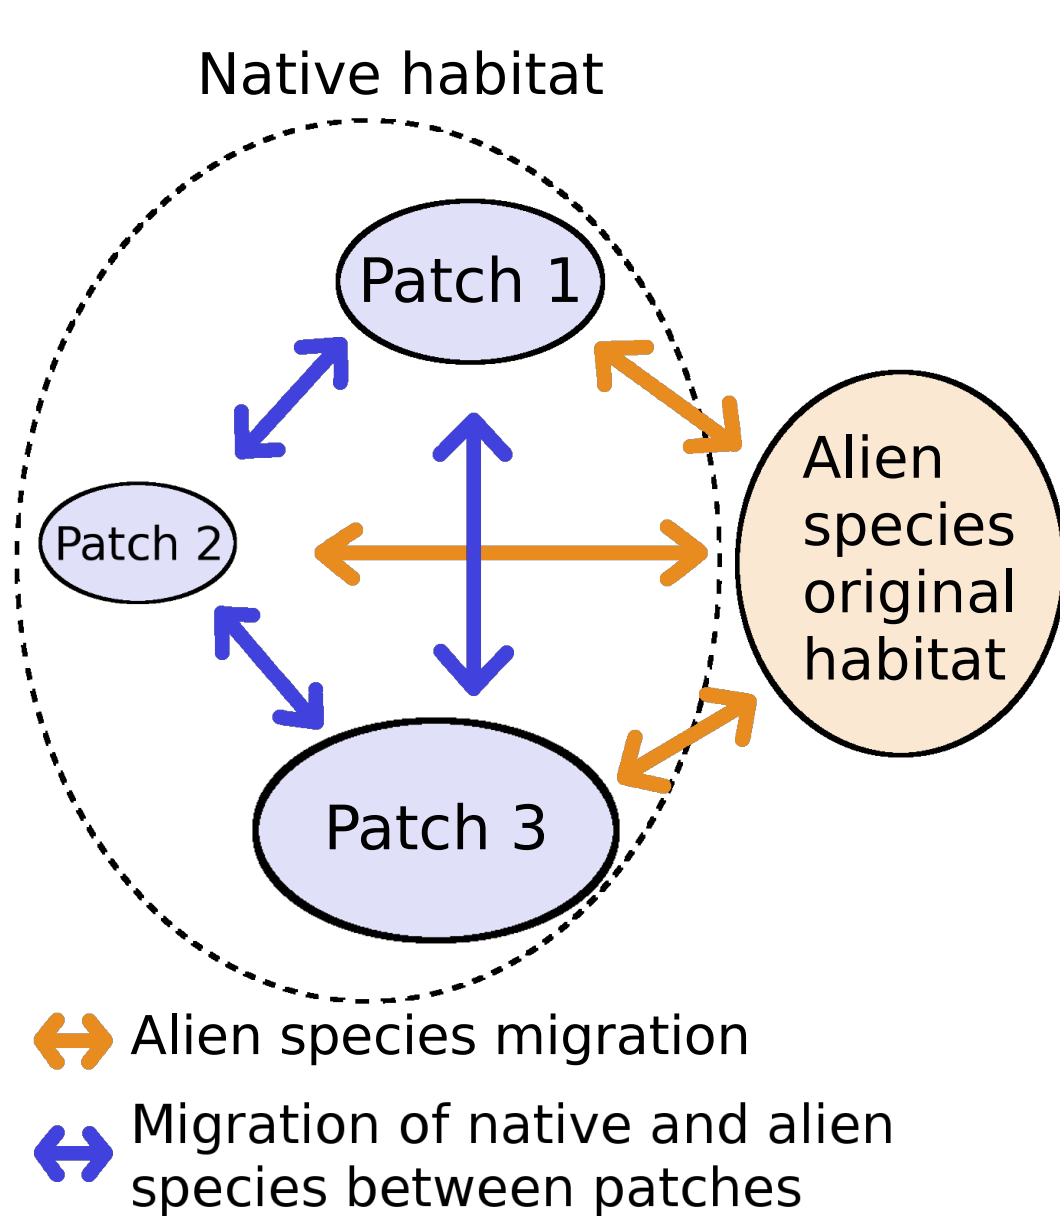 Native habitat
Patch 1
Alien
species
original
habitat
Patch 2
Patch 3
Alien species migration
Migration of native and alien
species between patches